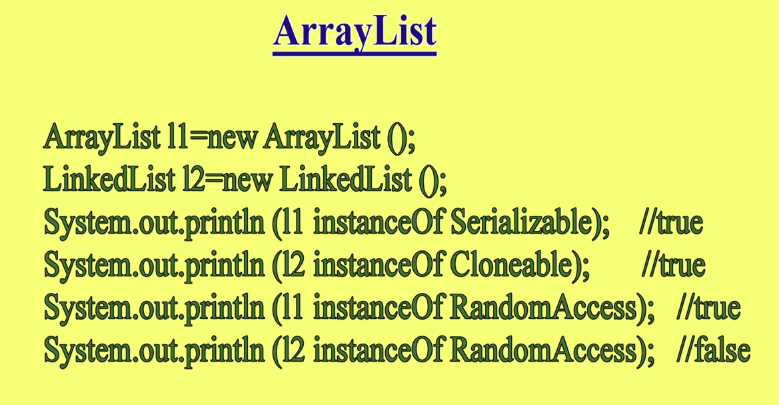 ArrayList
ArrayList l1=new ArrayList ();
LinkedList l2=new LinkedList ();
System.out.println (l1 instanceOf Serializable); //true
System.out.println (l2 instanceOf Cloneable); //true
System.out.println (l1 instanceOf RandomAccess); //true
System.out.println (l2 instanceOf RandomAccess); //false